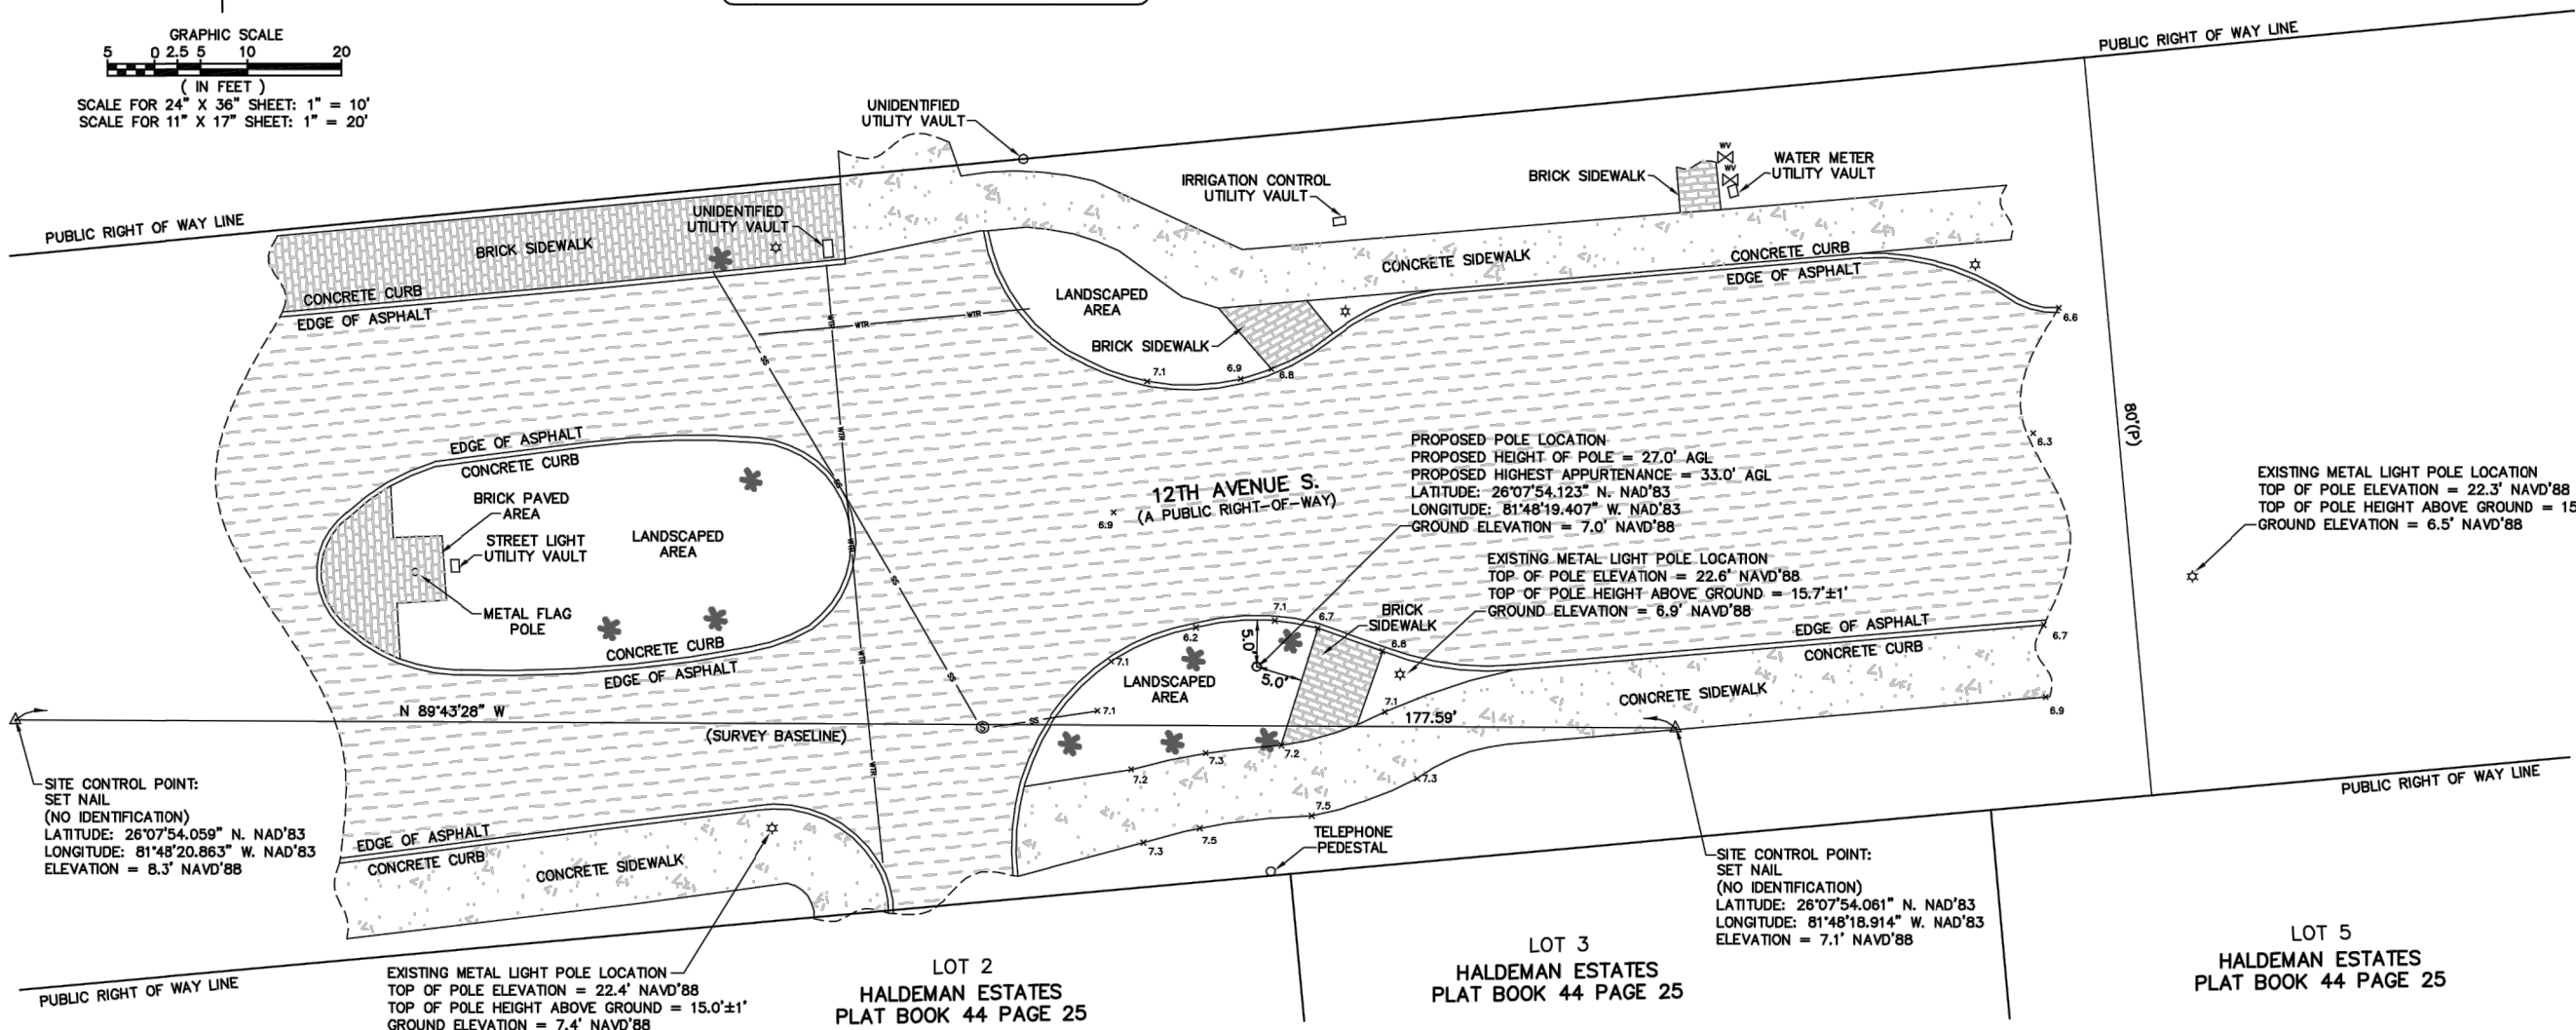 GRAPHIC SCALE
5 0 2.5 5 10 20
( IN FEET )
SCALE FOR 24" X 36" SHEET: 1" = 10'
SCALE FOR 11" X 17" SHEET: 1" = 20'
PUBLIC RIGHT OF WAY LINE
UNIDENTIFIED
UTILITY VAULT
IRRIGATION CONTROL
UTILITY VAULT
BRICK SIDEWALK
WV
WV
WATER METER
UTILITY VAULT
PUBLIC RIGHT OF WAY LINE
BRICK SIDEWALK
UNIDENTIFIED
UTILITY VAULT
CONCRETE CURB
EDGE OF ASPHALT
LANDSCAPED
AREA
BRICK SIDEWALK
CONCRETE SIDEWALK
CONCRETE CURB
EDGE OF ASPHALT
WTR
WTR
WTR
SS
7.1
6.9
6.8
6.6
WTR
80'(P)
6.3
EDGE OF ASPHALT
CONCRETE CURB
BRICK PAVED
AREA
STREET LIGHT
UTILITY VAULT
LANDSCAPED
AREA
METAL FLAG
POLE
CONCRETE CURB
EDGE OF ASPHALT
SS
WTR
SS
WTR
SS
12TH AVENUE S.
(A PUBLIC RIGHT-OF-WAY)
6.9
PROPOSED POLE LOCATION
PROPOSED HEIGHT OF POLE = 27.0' AGL
PROPOSED HIGHEST APPURTENANCE = 33.0' AGL
LATITUDE: 26°07'54.123" N. NAD'83
LONGITUDE: 81°48'19.407" W. NAD'83
GROUND ELEVATION = 7.0' NAVD'88
EXISTING METAL LIGHT POLE LOCATION
TOP OF POLE ELEVATION = 22.6' NAVD'88
TOP OF POLE HEIGHT ABOVE GROUND = 15.7'±1'
GROUND ELEVATION = 6.9' NAVD'88
EXISTING METAL LIGHT POLE LOCATION
TOP OF POLE ELEVATION = 22.3' NAVD'88
TOP OF POLE HEIGHT ABOVE GROUND = 15
GROUND ELEVATION = 6.5' NAVD'88
BRICK
SIDEWALK
7.1
6.7
6.2
6.8
5.0'
5.0'
7.1
LANDSCAPED
AREA
7.1
SS
7.1
EDGE OF ASPHALT
CONCRETE CURB
6.7
CONCRETE SIDEWALK
6.9
N 89°43'28" W
(SURVEY BASELINE)
S
177.59'
WTR
7.2
7.3
7.2
7.3
7.5
7.5
7.3
SITE CONTROL POINT:
SET NAIL
(NO IDENTIFICATION)
LATITUDE: 26°07'54.059" N. NAD'83
LONGITUDE: 81°48'20.863" W. NAD'83
ELEVATION = 8.3' NAVD'88
EDGE OF ASPHALT
CONCRETE CURB
CONCRETE SIDEWALK
TELEPHONE
PEDESTAL
PUBLIC RIGHT OF WAY LINE
SITE CONTROL POINT:
SET NAIL
(NO IDENTIFICATION)
LATITUDE: 26°07'54.061" N. NAD'83
LONGITUDE: 81°48'18.914" W. NAD'83
ELEVATION = 7.1' NAVD'88
PUBLIC RIGHT OF WAY LINE
EXISTING METAL LIGHT POLE LOCATION
TOP OF POLE ELEVATION = 22.4' NAVD'88
TOP OF POLE HEIGHT ABOVE GROUND = 15.0'±1'
GROUND ELEVATION = 7.4' NAVD'88
LOT 2
HALDEMAN ESTATES
PLAT BOOK 44 PAGE 25
LOT 3
HALDEMAN ESTATES
PLAT BOOK 44 PAGE 25
LOT 5
HALDEMAN ESTATES
PLAT BOOK 44 PAGE 25